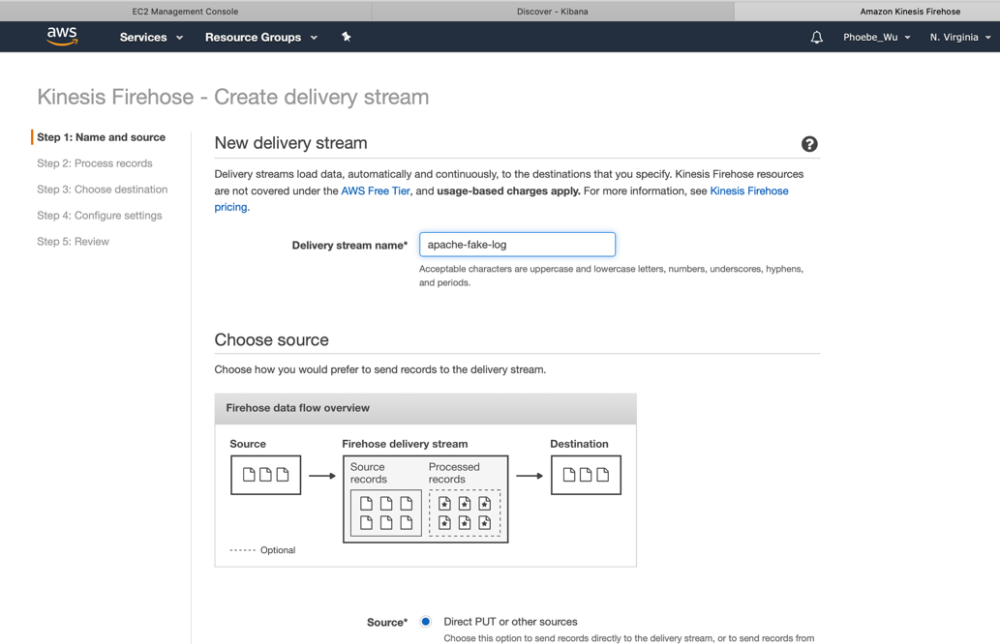 EC2 Management Console
Discover - Kibana
Amazon Kinesis Firehose
aws
Services
Resource Groups
Phoebe_Wu
N. Virginia
Kinesis Firehose - Create delivery stream
Step 1: Name and source
Step 2: Process records
Step 3: Choose destination
Step 4: Configure settings
Step 5: Review
New delivery stream
?
Delivery streams load data, automatically and continuously, to the destinations that you specify. Kinesis Firehose resources
are not covered under the AWS Free Tier, and usage-based charges apply. For more information, see Kinesis Firehose
pricing.
Delivery stream name*
apache-fake-log
Acceptable characters are uppercase and lowercase letters, numbers, underscores, hyphens,
and periods.
Choose source
Choose how you would prefer to send records to the delivery stream.
Firehose data flow overview
Source
Firehose delivery stream
Destination
Source
records
Processed
records
Optional
Source*
Direct PUT or other sources
Choose this option to send records directly to the delivery stream, or to send records from